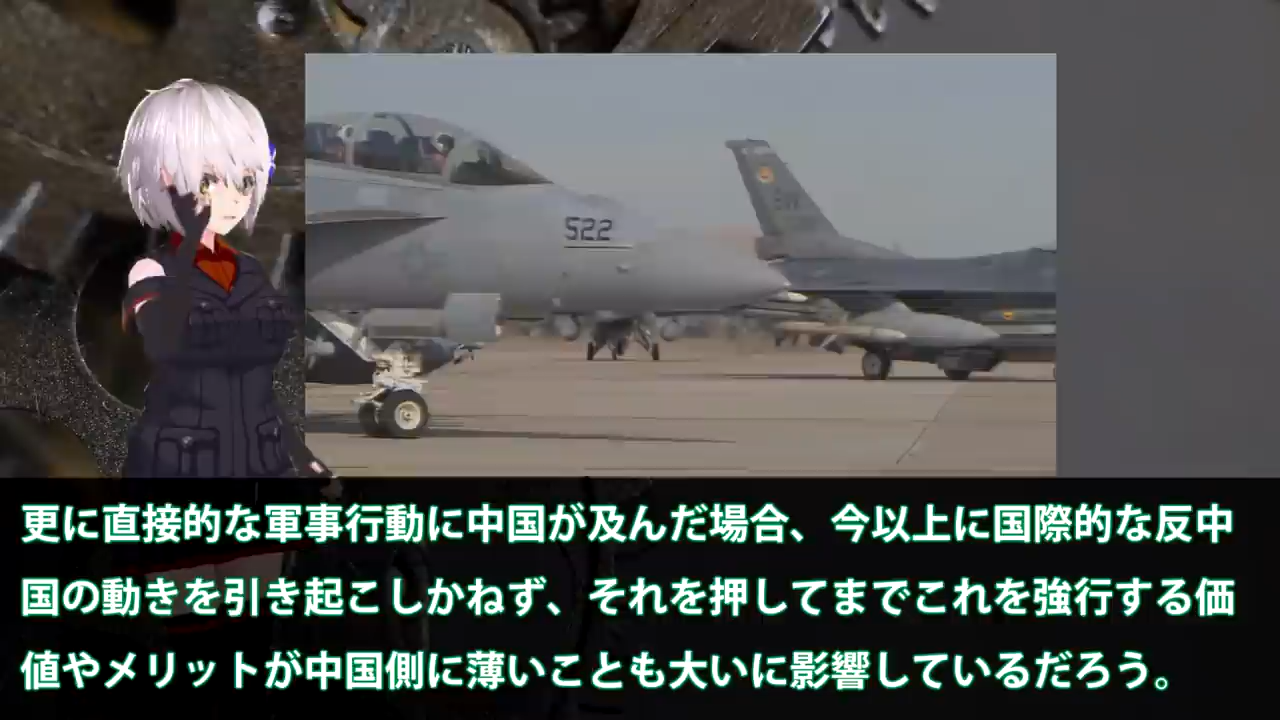 522
更に直接的な軍事行動に中国が及んだ場合、今以上に国際的な反中
国の動きを引き起こしかねず、それを押してまでこれを強行する価
値やメリットが中国側に薄いことも大いに影響しているだろう。